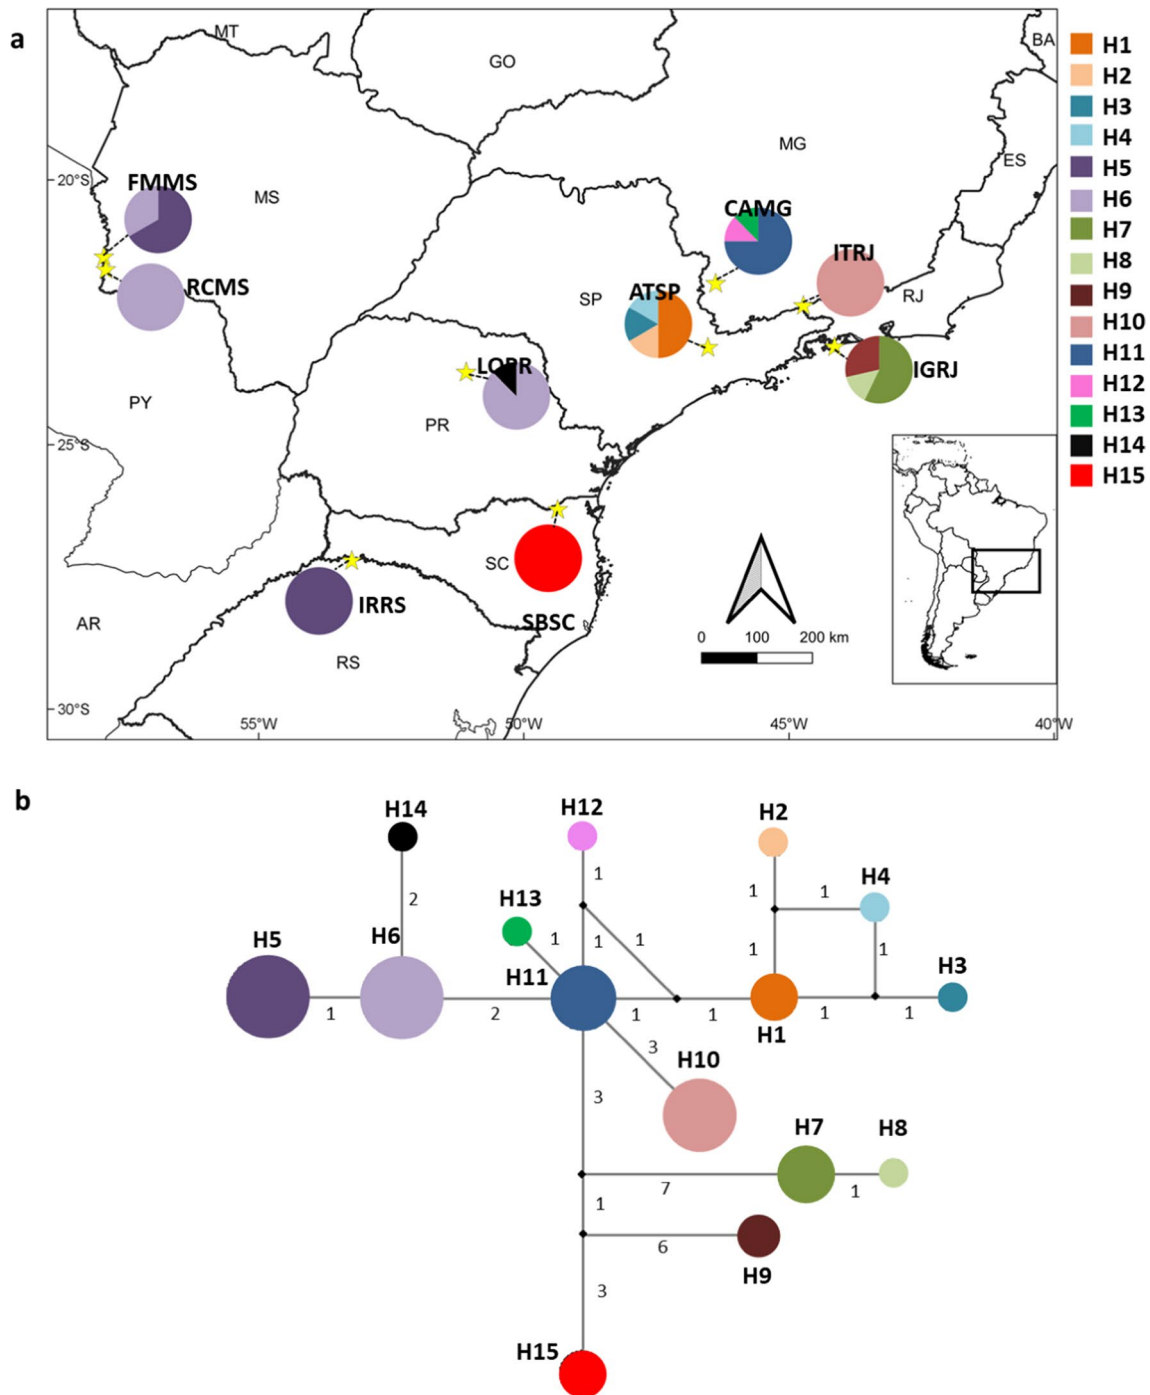 a
MT
GO
BA
MG
ES
20°S
FMMS
MS
CAMG
RCMS
ITRJ
SP
ATSP
RJ
LOPR
IGRJ
PY
PR
25°S
SC
IRRS
SBSC
AR
RS
0 100 200 km
30°S
55°W 50°W 45°W 40°W
H1
H2
H3
H4
H5
H6
H7
H8
H9
H10
H11
H12
H13
H14
H15
b
H14
H12
H2
1
H4
2
H13
1
1
H5
H6
1
1
1
1
1
H3
H11
1
2
1
1
H1
1
1
3
H10
3
H7
H8
7
1
1
6
H9
3
H15